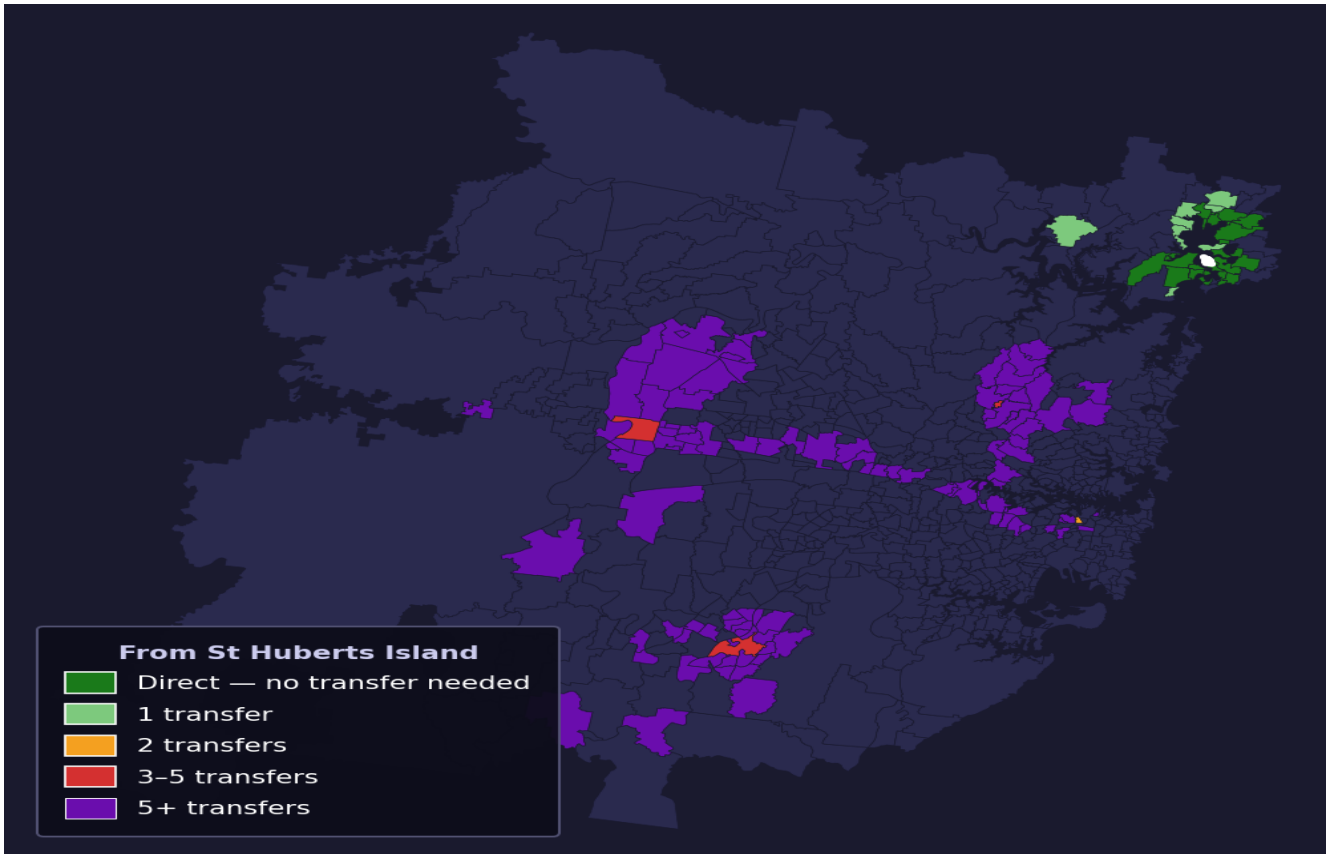 From St Huberts Island
Direct — no transfer needed
1 transfer
2 transfers
3–5 transfers
5+ transfers